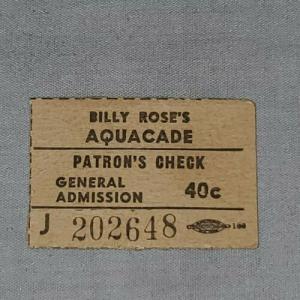 BILLY ROSE'S
AQUACADE
PATRON'S CHECK
GENERAL
ADMISSION 40c
J 202648